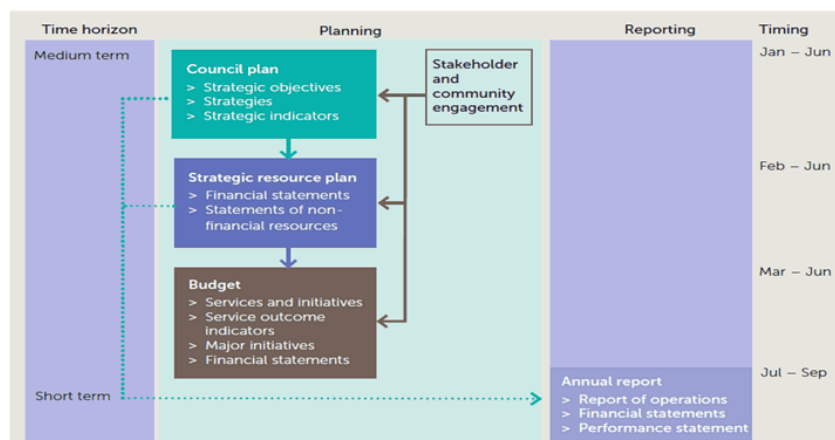 Time horizon
Planning
Reporting
Timing
Medium term
Council plan
> Strategic objectives
> Strategies
> Strategic indicators
Stakeholder
and
community
engagement
Jan – Jun
Strategic resource plan
> Financial statements
> Statements of non-
financial resources
Feb – Jun
Budget
> Services and initiatives
> Service outcome
indicators
> Major initiatives
> Financial statements
Mar – Jun
Short term
Annual report
> Report of operations
> Financial statements
> Performance statement
Jul – Sep